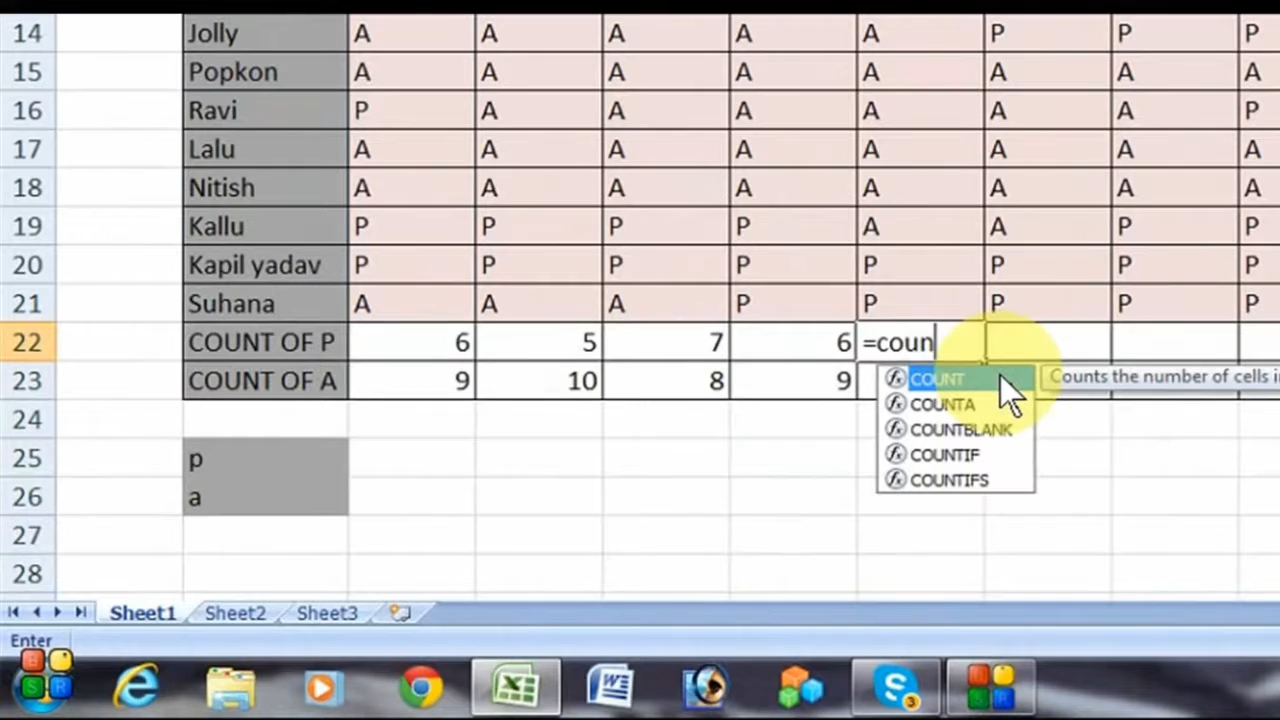 14 Jolly A A A A A P P P
15 Popkon A A A A A A A A
16 Ravi P A A A A A A P
17 Lalu A A A A A A A A
18 Nitish A A A A A A A A
19 Kallu P P P P A A P P
20 Kapil yadav P P P P P P P P
21 Suhana A A A P P P P P
22 COUNT OF P 6 5 7 6 =coun
COUNT Counts the number of cells i
23 COUNT OF A 9 10 8 9
COUNTA
24
COUNTBLANK
25 p
COUNTIF
COUNTIFS
26 a
27
28
Sheet1 Sheet2 Sheet3
Enter